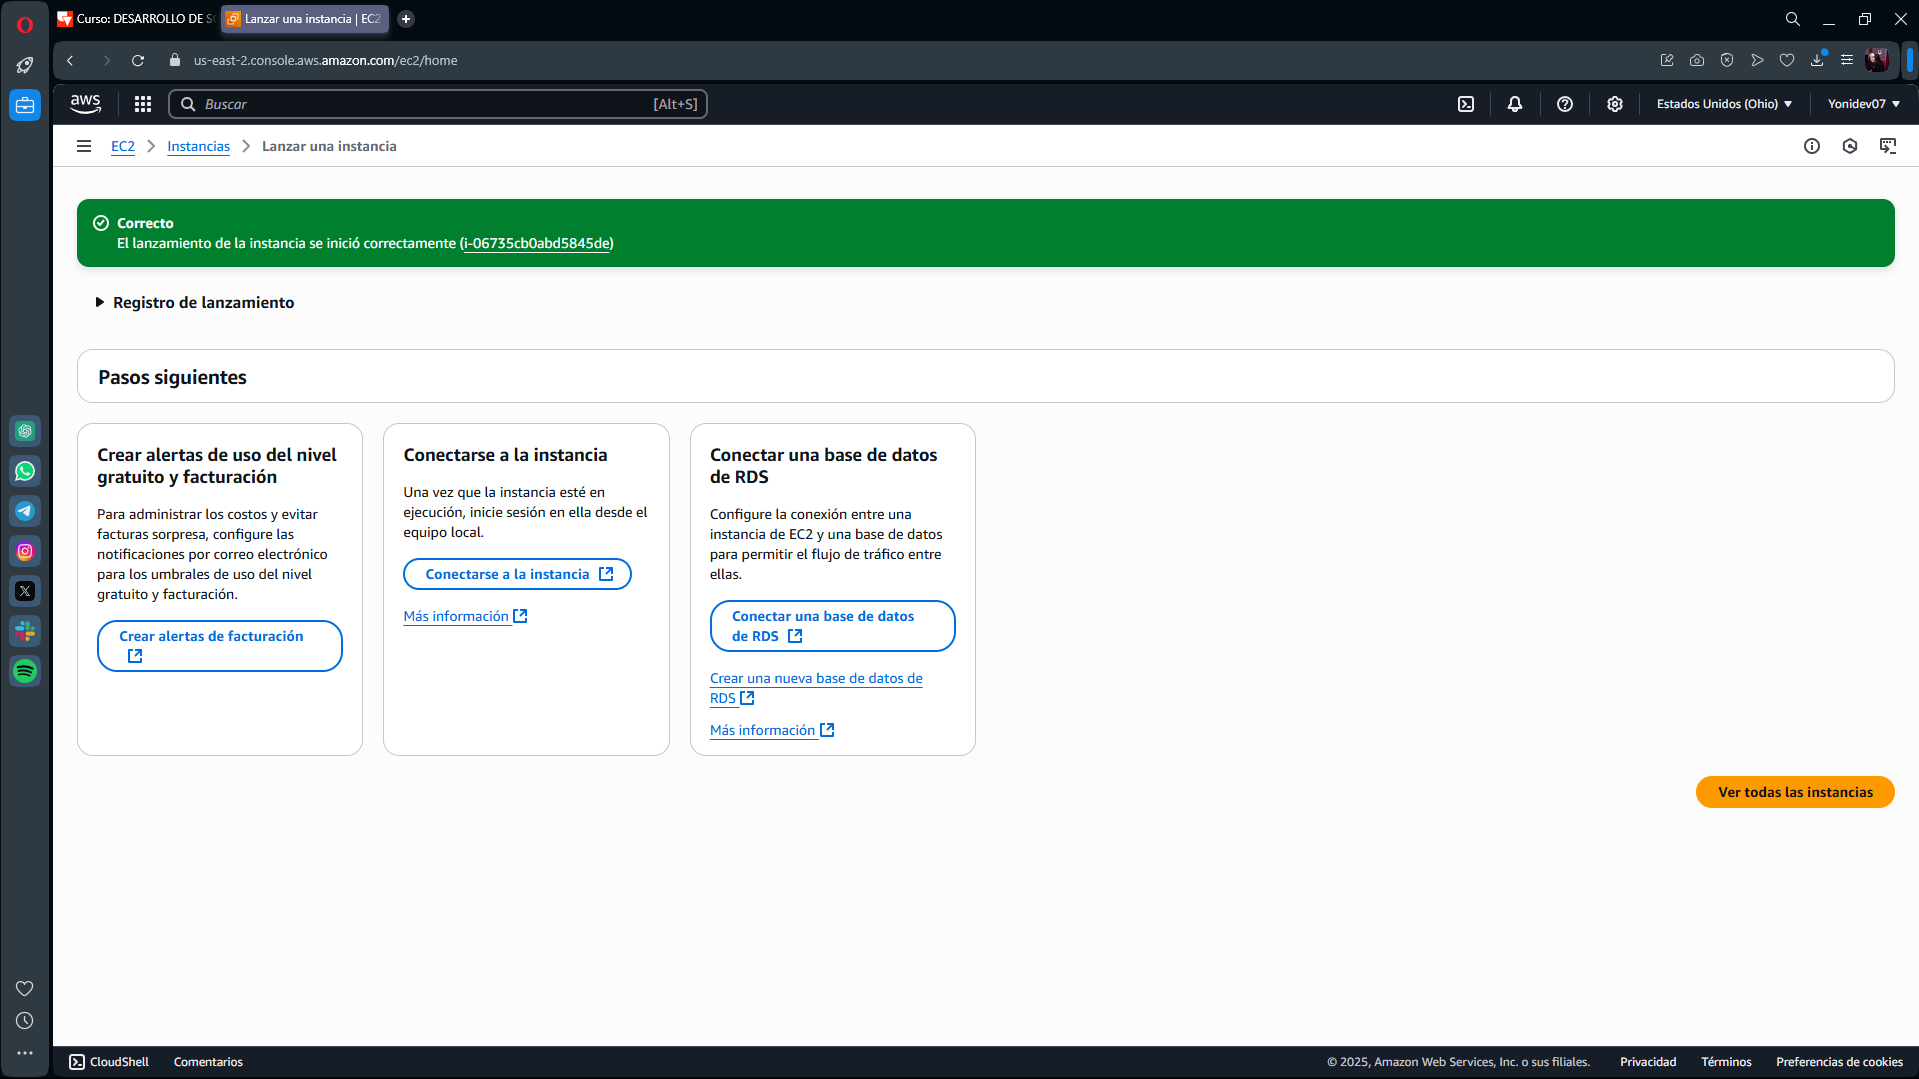 Curso: DESARROLLO DE S
Lanzar una instancia | EC2
us-east-2.console.aws.amazon.com/ec2/home
aws
Buscar
[Alt+S]
Estados Unidos (Ohio)
Yonidev07
EC2
Instancias
Lanzar una instancia
Correcto
El lanzamiento de la instancia se inició correctamente (i-06735cb0abd5845de)
Registro de lanzamiento
Pasos siguientes
Crear alertas de uso del nivel
gratuito y facturación
Para administrar los costos y evitar
facturas sorpresa, configure las
notificaciones por correo electrónico
para los umbrales de uso del nivel
gratuito y facturación.
Crear alertas de facturación
Conectarse a la instancia
Una vez que la instancia esté en
ejecución, inicie sesión en ella desde el
equipo local.
Conectarse a la instancia
Más información
Conectar una base de datos
de RDS
Configure la conexión entre una
instancia de EC2 y una base de datos
para permitir el flujo de tráfico entre
ellas.
Conectar una base de datos
de RDS
Crear una nueva base de datos de
RDS
Más información
Ver todas las instancias
CloudShell
Comentarios
© 2025, Amazon Web Services, Inc. o sus filiales.
Privacidad
Términos
Preferencias de cookies